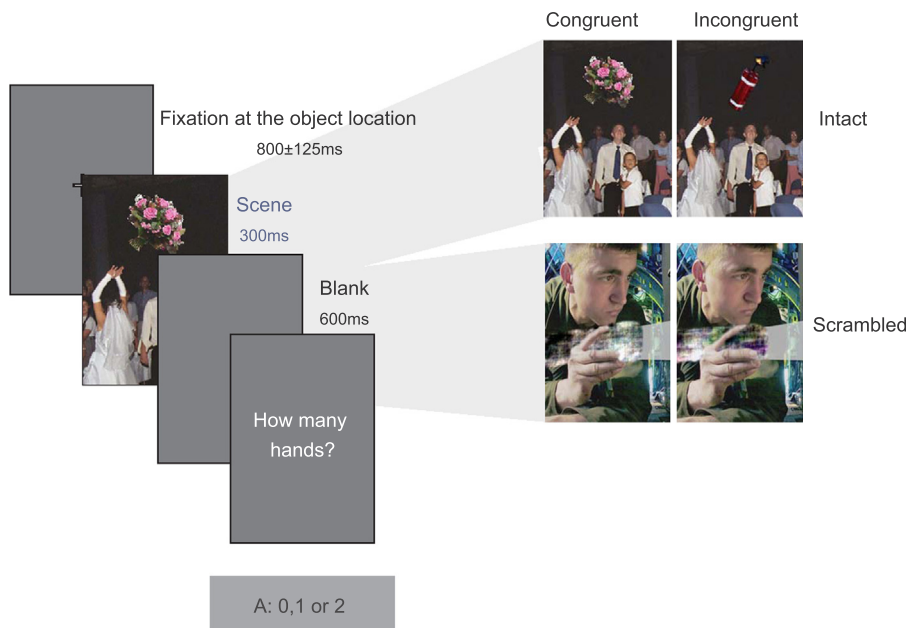 Congruent
Incongruent
Intact
Fixation at the object location
800±125ms
Scene
300ms
Blank
600ms
Scrambled
How many
hands?
A: 0,1 or 2